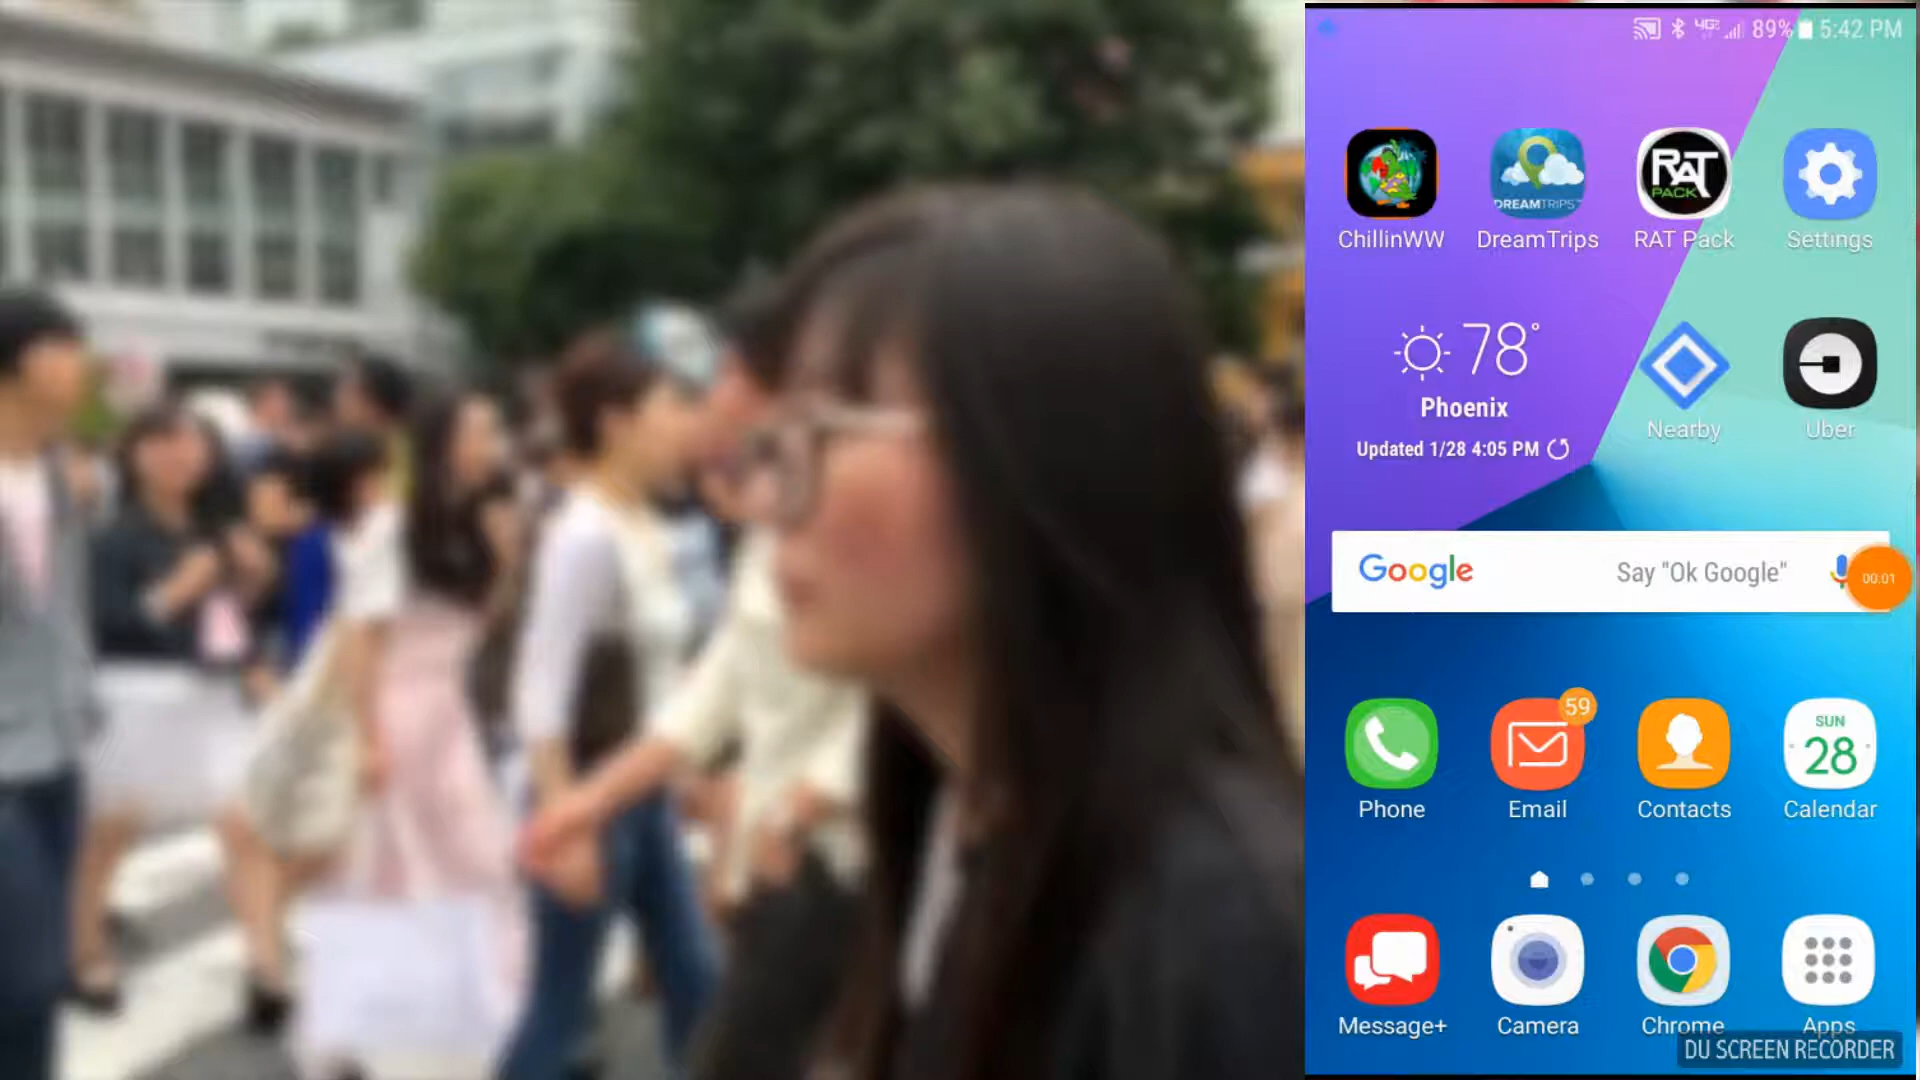 4G 89% 5:42 PM
RAT PACK
DREAMTRIPS
ChillinWW DreamTrips RAT Pack Settings
78°
Phoenix
Updated 1/28 4:05 PM
Nearby Uber
Google Say "Ok Google" 00:01
59
SUN
28
Phone Email Contacts Calendar
Message+ Camera Chrome Apps
DU SCREEN RECORDER